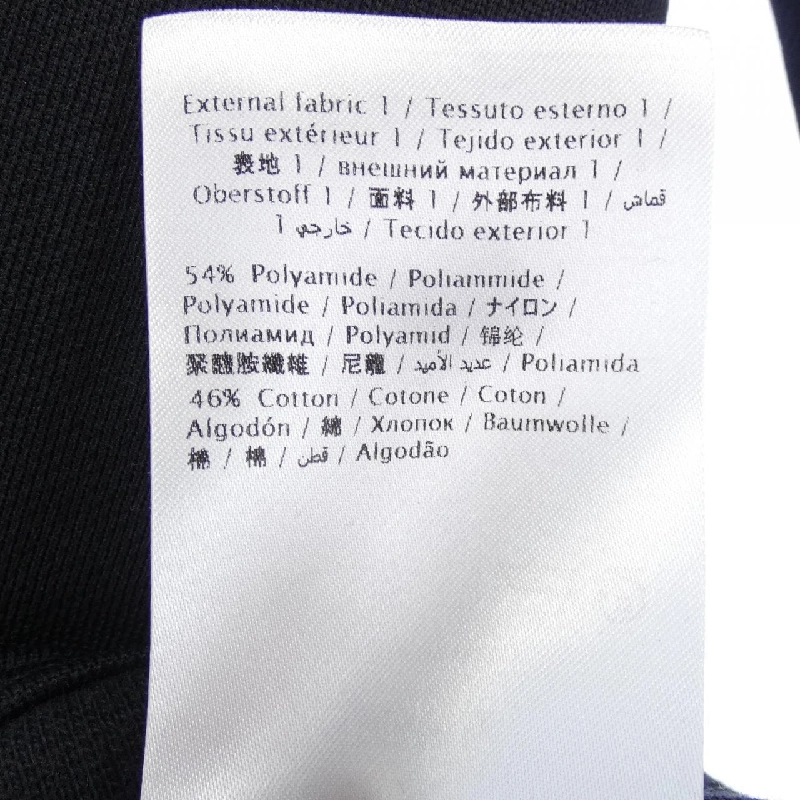 External fabric 1 / Tessuto esterno 1 /
Tissu extérieur 1 / Tejido exterior 1 /
表地 1 / внешний материал 1 /
Oberstoff 1 / 面料 1 / 外部布料 1 / قماش
خارجي 1 / Tecido exterior 1
54% Polyamide / Poliammide /
Polyamide / Poliamida / ナイロン /
Полиамид / Polyamid / 锦纶 /
聚醯胺纖維 / 尼龍 / عديد الأميد / Poliamida
46% Cotton / Cotone / Coton /
Algodón / 綿 / Хлопок / Baumwolle /
棉 / 棉 / قطن / Algodão